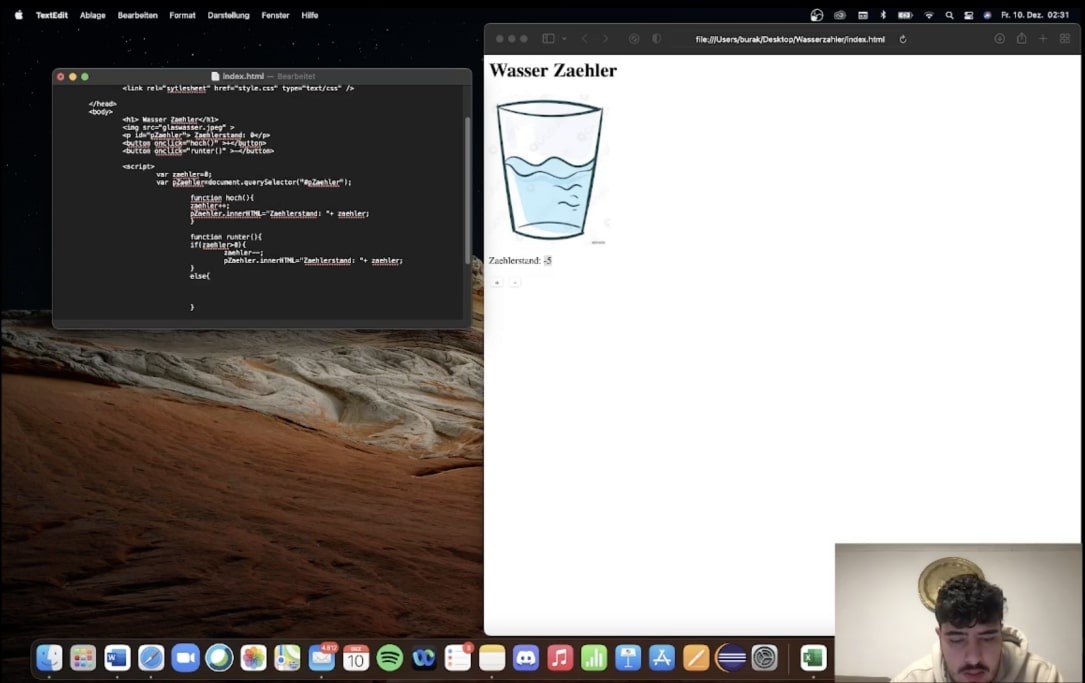 TextEdit Ablage Bearbeiten Format Darstellung Fenster Hilfe Fr. 10. Dez. 02:31
file:///Users/burak/Desktop/Wasserzahler/index.html
index.html — Bearbeitet
<link rel="sytlesheet" href="style.css" type="text/css" />
</head>
<body>
<h1> Wasser Zaehler</h1>
<img src="glaswasser.jpeg" >
<p id="pZaehler"> Zaehlerstand: 0</p>
<button onclick="hoch()" >+</button>
<button onclick="runter()" >-</button>
<script>
var zaehler=0;
var pZaehler=document.querySelector("#pZaehler");
function hoch(){
zaehler++;
pZaehler.innerHTML="Zaehlerstand: "+ zaehler;
}
function runter(){
if(zaehler>0){
zaehler--;
pZaehler.innerHTML="Zaehlerstand: "+ zaehler;
}
else{
}
Wasser Zaehler
Zaehlerstand: -5
+ -
4.812
DEZ.
10